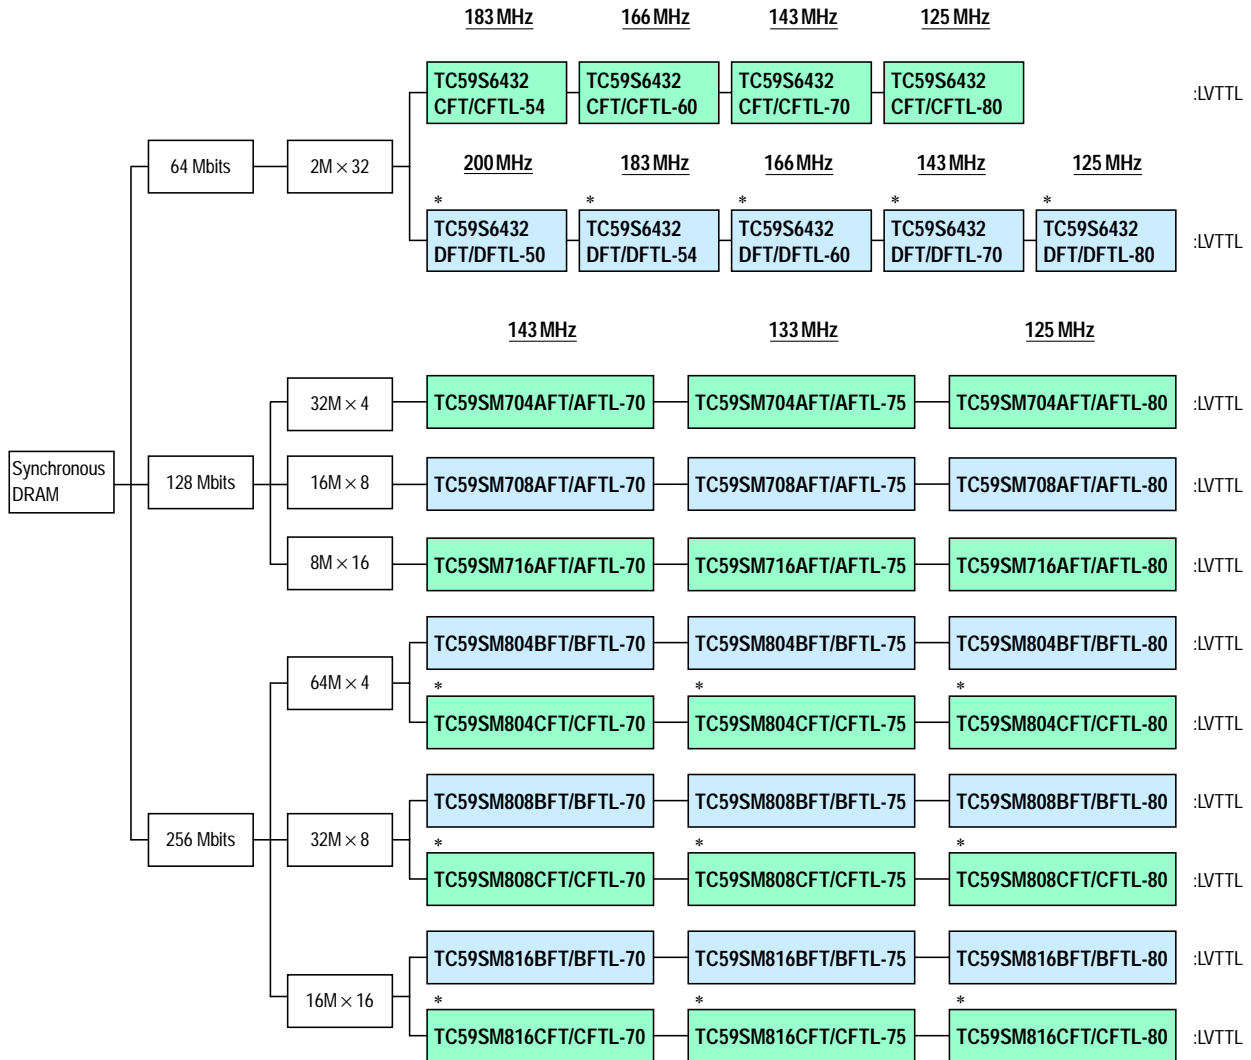 183 MHz 166 MHz 143 MHz 125 MHz
TC59S6432 CFT/CFTL-54 TC59S6432 CFT/CFTL-60 TC59S6432 CFT/CFTL-70 TC59S6432 CFT/CFTL-80 :LVTTL
64 Mbits 2M × 32
200 MHz 183 MHz 166 MHz 143 MHz 125 MHz
* * * * *
TC59S6432 DFT/DFTL-50 TC59S6432 DFT/DFTL-54 TC59S6432 DFT/DFTL-60 TC59S6432 DFT/DFTL-70 TC59S6432 DFT/DFTL-80 :LVTTL
143 MHz 133 MHz 125 MHz
32M × 4 TC59SM704AFT/AFTL-70 TC59SM704AFT/AFTL-75 TC59SM704AFT/AFTL-80 :LVTTL
Synchronous
DRAM
128 Mbits 16M × 8 TC59SM708AFT/AFTL-70 TC59SM708AFT/AFTL-75 TC59SM708AFT/AFTL-80 :LVTTL
8M × 16 TC59SM716AFT/AFTL-70 TC59SM716AFT/AFTL-75 TC59SM716AFT/AFTL-80 :LVTTL
TC59SM804BFT/BFTL-70 TC59SM804BFT/BFTL-75 TC59SM804BFT/BFTL-80 :LVTTL
64M × 4
* * *
TC59SM804CFT/CFTL-70 TC59SM804CFT/CFTL-75 TC59SM804CFT/CFTL-80 :LVTTL
TC59SM808BFT/BFTL-70 TC59SM808BFT/BFTL-75 TC59SM808BFT/BFTL-80 :LVTTL
256 Mbits 32M × 8
* * *
TC59SM808CFT/CFTL-70 TC59SM808CFT/CFTL-75 TC59SM808CFT/CFTL-80 :LVTTL
TC59SM816BFT/BFTL-70 TC59SM816BFT/BFTL-75 TC59SM816BFT/BFTL-80 :LVTTL
16M × 16
* * *
TC59SM816CFT/CFTL-70 TC59SM816CFT/CFTL-75 TC59SM816CFT/CFTL-80 :LVTTL